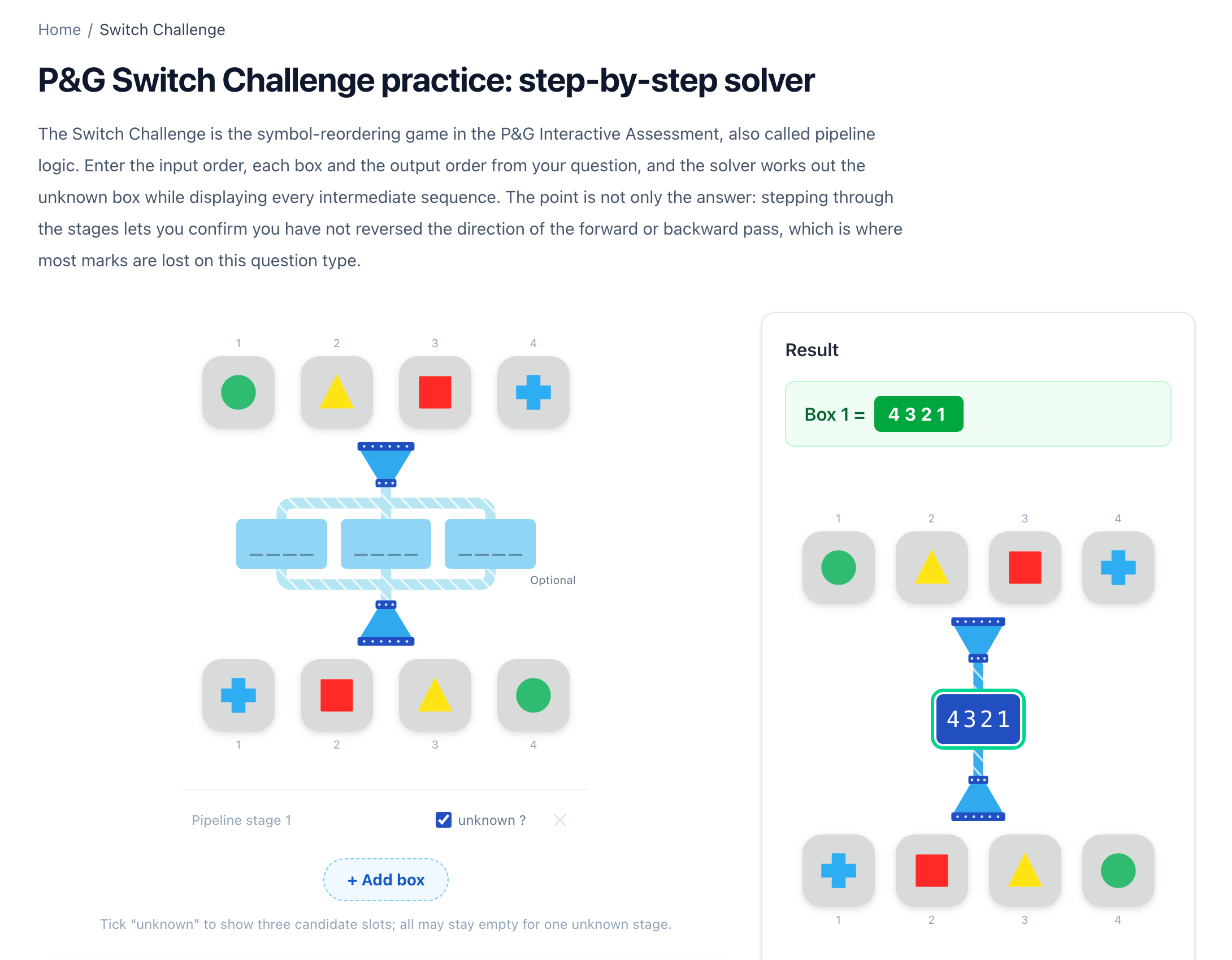 Home / Switch Challenge
P&G Switch Challenge practice: step-by-step solver
The Switch Challenge is the symbol-reordering game in the P&G Interactive Assessment, also called pipeline
logic. Enter the input order, each box and the output order from your question, and the solver works out the
unknown box while displaying every intermediate sequence. The point is not only the answer: stepping through
the stages lets you confirm you have not reversed the direction of the forward or backward pass, which is where
most marks are lost on this question type.
1 2 3 4
Optional
1 2 3 4
Pipeline stage 1 unknown ?
+ Add box
Tick “unknown” to show three candidate slots; all may stay empty for one unknown stage.
Result
Box 1 = 4 3 2 1
1 2 3 4
4321
1 2 3 4